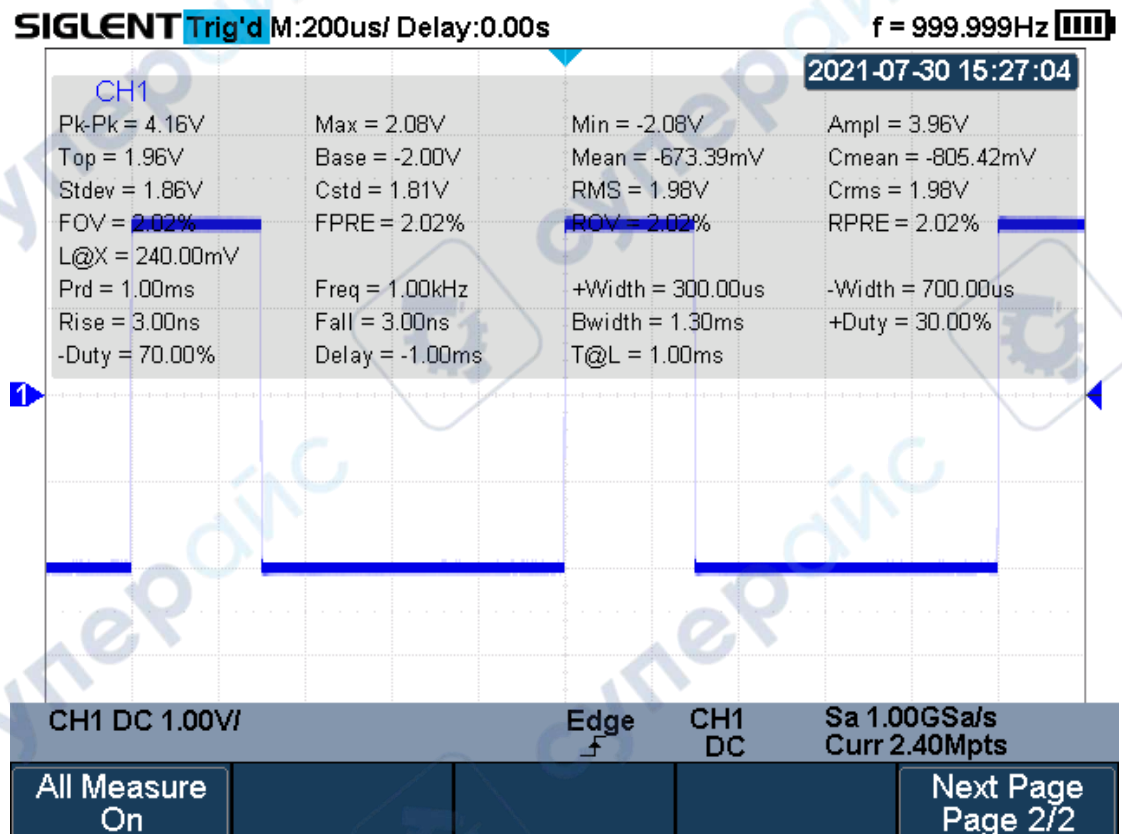 SIGLENT Trig'd M:200us/ Delay:0.00s f = 999.999Hz
2021-07-30 15:27:04
CH1
Pk-Pk = 4.16V Max = 2.08V Min = -2.08V Ampl = 3.96V
Top = 1.96V Base = -2.00V Mean = -673.39mV Cmean = -805.42mV
Stdev = 1.86V Cstd = 1.81V RMS = 1.98V Crms = 1.98V
FOV = 2.02% FPRE = 2.02% ROV = 2.02% RPRE = 2.02%
L@X = 240.00mV
Prd = 1.00ms Freq = 1.00kHz +Width = 300.00us -Width = 700.00us
Rise = 3.00ns Fall = 3.00ns Bwidth = 1.30ms +Duty = 30.00%
-Duty = 70.00% Delay = -1.00ms T@L = 1.00ms
1
CH1 DC 1.00V/ Edge CH1 Sa 1.00GSa/s
DC Curr 2.40Mpts
All Measure Next Page
On Page 2/2
суперайс
суперайс